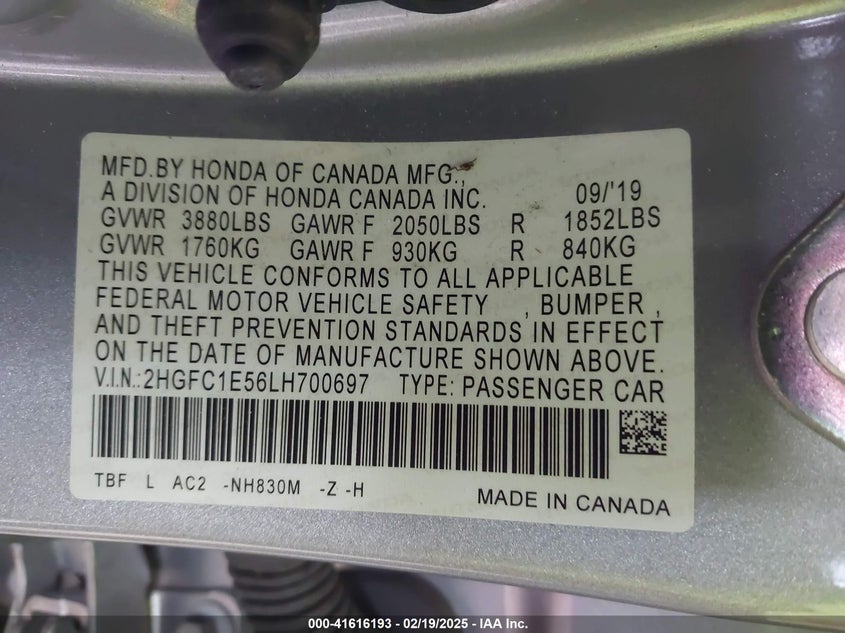 MFD.BY HONDA OF CANADA MFG.,
A DIVISION OF HONDA CANADA INC. 09/'19
GVWR 3880LBS GAWR F 2050LBS R 1852LBS
GVWR 1760KG GAWR F 930KG R 840KG
THIS VEHICLE CONFORMS TO ALL APPLICABLE
FEDERAL MOTOR VEHICLE SAFETY , BUMPER ,
AND THEFT PREVENTION STANDARDS IN EFFECT
ON THE DATE OF MANUFACTURE SHOWN ABOVE.
V.I.N.:2HGFC1E56LH700697 TYPE: PASSENGER CAR
TBF L AC2 -NH830M -Z -H
MADE IN CANADA
000-41616193 - 02/19/2025 - IAA Inc.